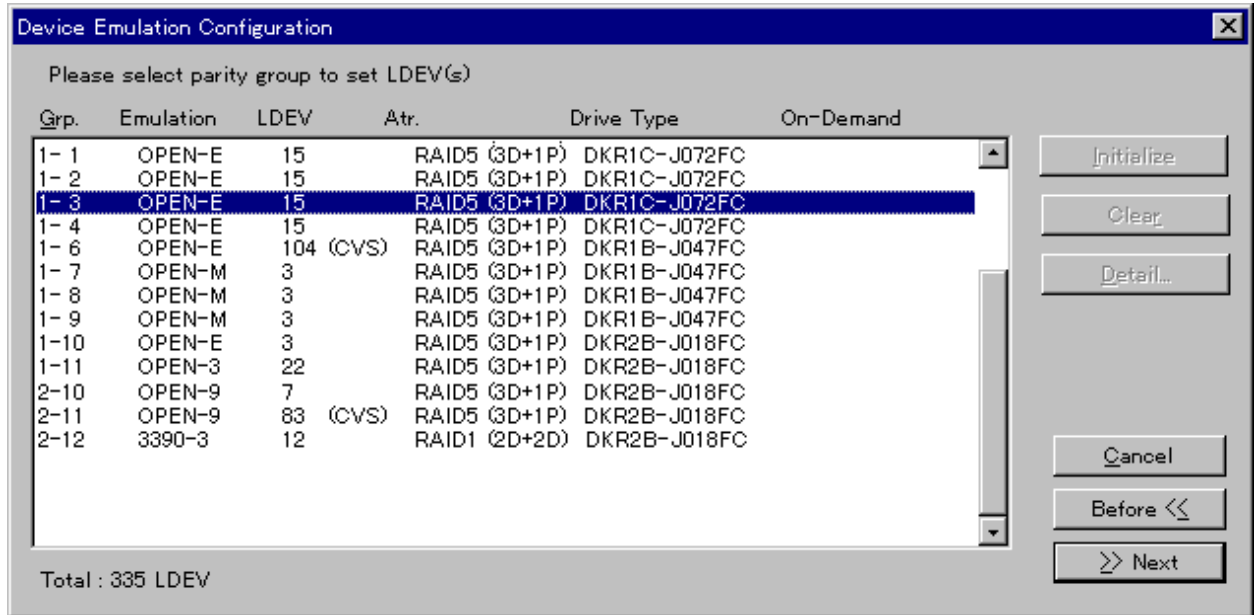 Device Emulation Configuration
Please select parity group to set LDEV(s)
Grp. Emulation LDEV Atr. Drive Type On-Demand
1- 1 OPEN-E 15 RAID5 (3D+1P) DKR1C-J072FC
1- 2 OPEN-E 15 RAID5 (3D+1P) DKR1C-J072FC
1- 3 OPEN-E 15 RAID5 (3D+1P) DKR1C-J072FC
1- 4 OPEN-E 15 RAID5 (3D+1P) DKR1C-J072FC
1- 6 OPEN-E 104 (CVS) RAID5 (3D+1P) DKR1B-J047FC
1- 7 OPEN-M 3 RAID5 (3D+1P) DKR1B-J047FC
1- 8 OPEN-M 3 RAID5 (3D+1P) DKR1B-J047FC
1- 9 OPEN-M 3 RAID5 (3D+1P) DKR1B-J047FC
1-10 OPEN-E 3 RAID5 (3D+1P) DKR2B-J018FC
1-11 OPEN-3 22 RAID5 (3D+1P) DKR2B-J018FC
2-10 OPEN-9 7 RAID5 (3D+1P) DKR2B-J018FC
2-11 OPEN-9 83 (CVS) RAID5 (3D+1P) DKR2B-J018FC
2-12 3390-3 12 RAID1 (2D+2D) DKR2B-J018FC
Initialize
Clear
Detail...
Cancel
Before <<
>> Next
Total : 335 LDEV